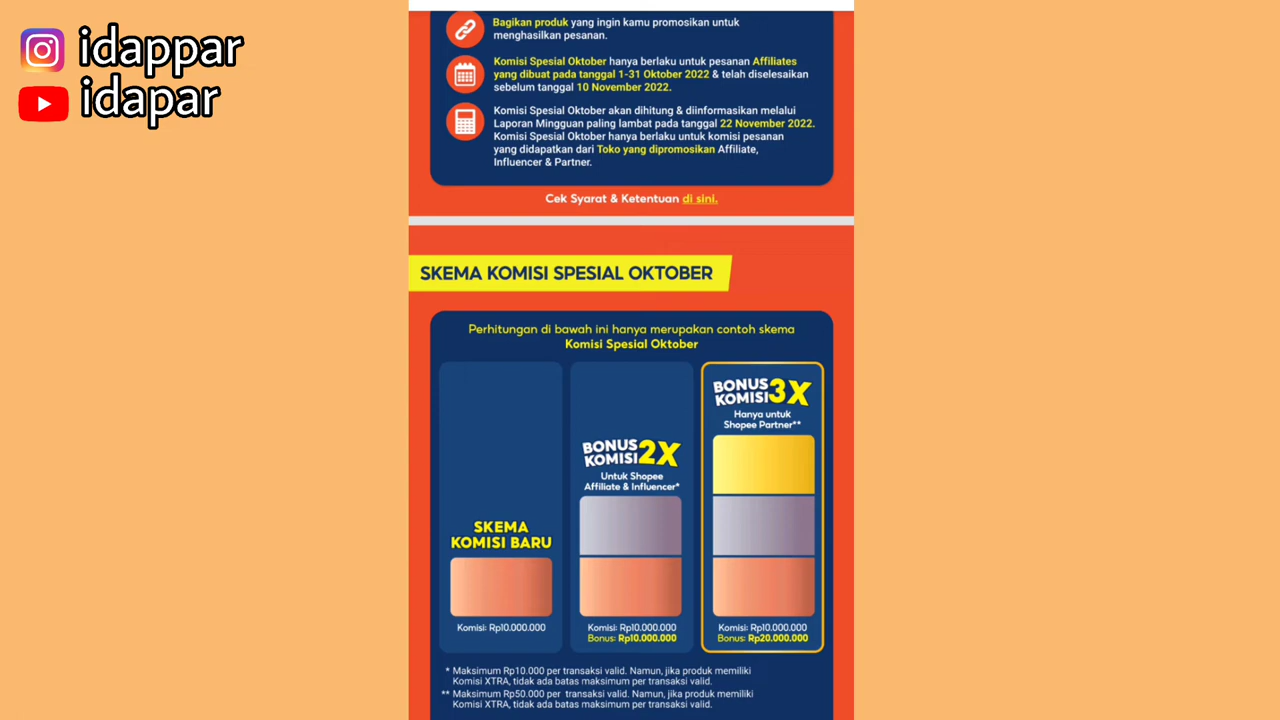 idappar
idapar
Bagikan produk yang ingin kamu promosikan untuk
menghasilkan pesanan.
Komisi Spesial Oktober hanya berlaku untuk pesanan Affiliates
yang dibuat pada tanggal 1-31 Oktober 2022 & telah diselesaikan
sebelum tanggal 10 November 2022.
Komisi Spesial Oktober akan dihitung & diinformasikan melalui
Laporan Mingguan paling lambat pada tanggal 22 November 2022.
Komisi Spesial Oktober hanya berlaku untuk komisi pesanan
yang didapatkan dari Toko yang dipromosikan Affiliate,
Influencer & Partner.
Cek Syarat & Ketentuan di sini.
SKEMA KOMISI SPESIAL OKTOBER
Perhitungan di bawah ini hanya merupakan contoh skema
Komisi Spesial Oktober
SKEMA
KOMISI BARU
Komisi: Rp10.000.000
BONUS
KOMISI 2X
Untuk Shopee
Affiliate & Influencer*
Komisi: Rp10.000.000
Bonus: Rp10.000.000
BONUS
KOMISI 3X
Hanya untuk
Shopee Partner**
Komisi: Rp10.000.000
Bonus: Rp20.000.000
* Maksimum Rp10.000 per transaksi valid. Namun, jika produk memiliki
Komisi XTRA, tidak ada batas maksimum per transaksi valid.
** Maksimum Rp50.000 per transaksi valid. Namun, jika produk memiliki
Komisi XTRA, tidak ada batas maksimum per transaksi valid.